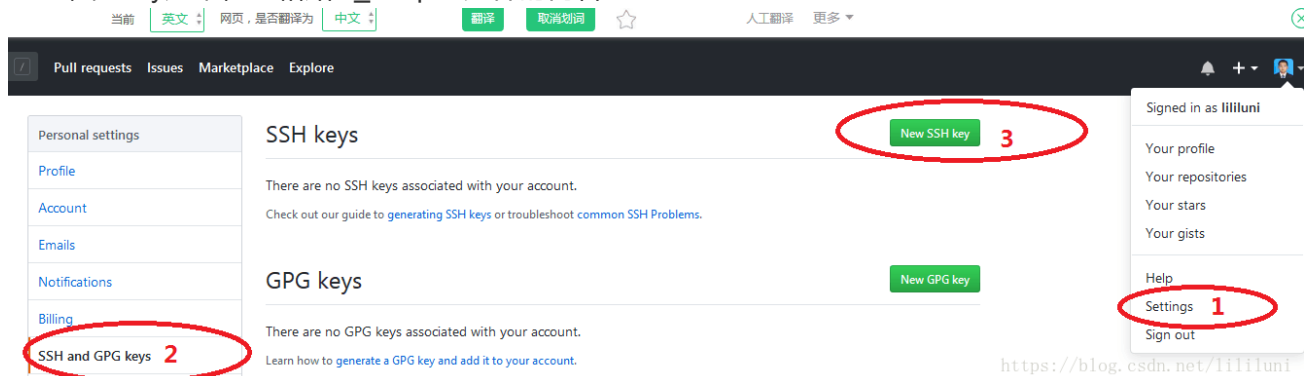 当前 英文 网页，是否翻译为 中文 翻译 取消划词 人工翻译 更多
Pull requests Issues Marketplace Explore
Signed in as lililuni
Your profile
Your repositories
Your stars
Your gists
Help
Settings 1
Sign out
Personal settings
Profile
Account
Emails
Notifications
Billing
SSH and GPG keys 2
SSH keys
New SSH key 3
There are no SSH keys associated with your account.
Check out our guide to generating SSH keys or troubleshoot common SSH Problems.
GPG keys
New GPG key
There are no GPG keys associated with your account.
Learn how to generate a GPG key and add it to your account.
https://blog.csdn.net/lililuni